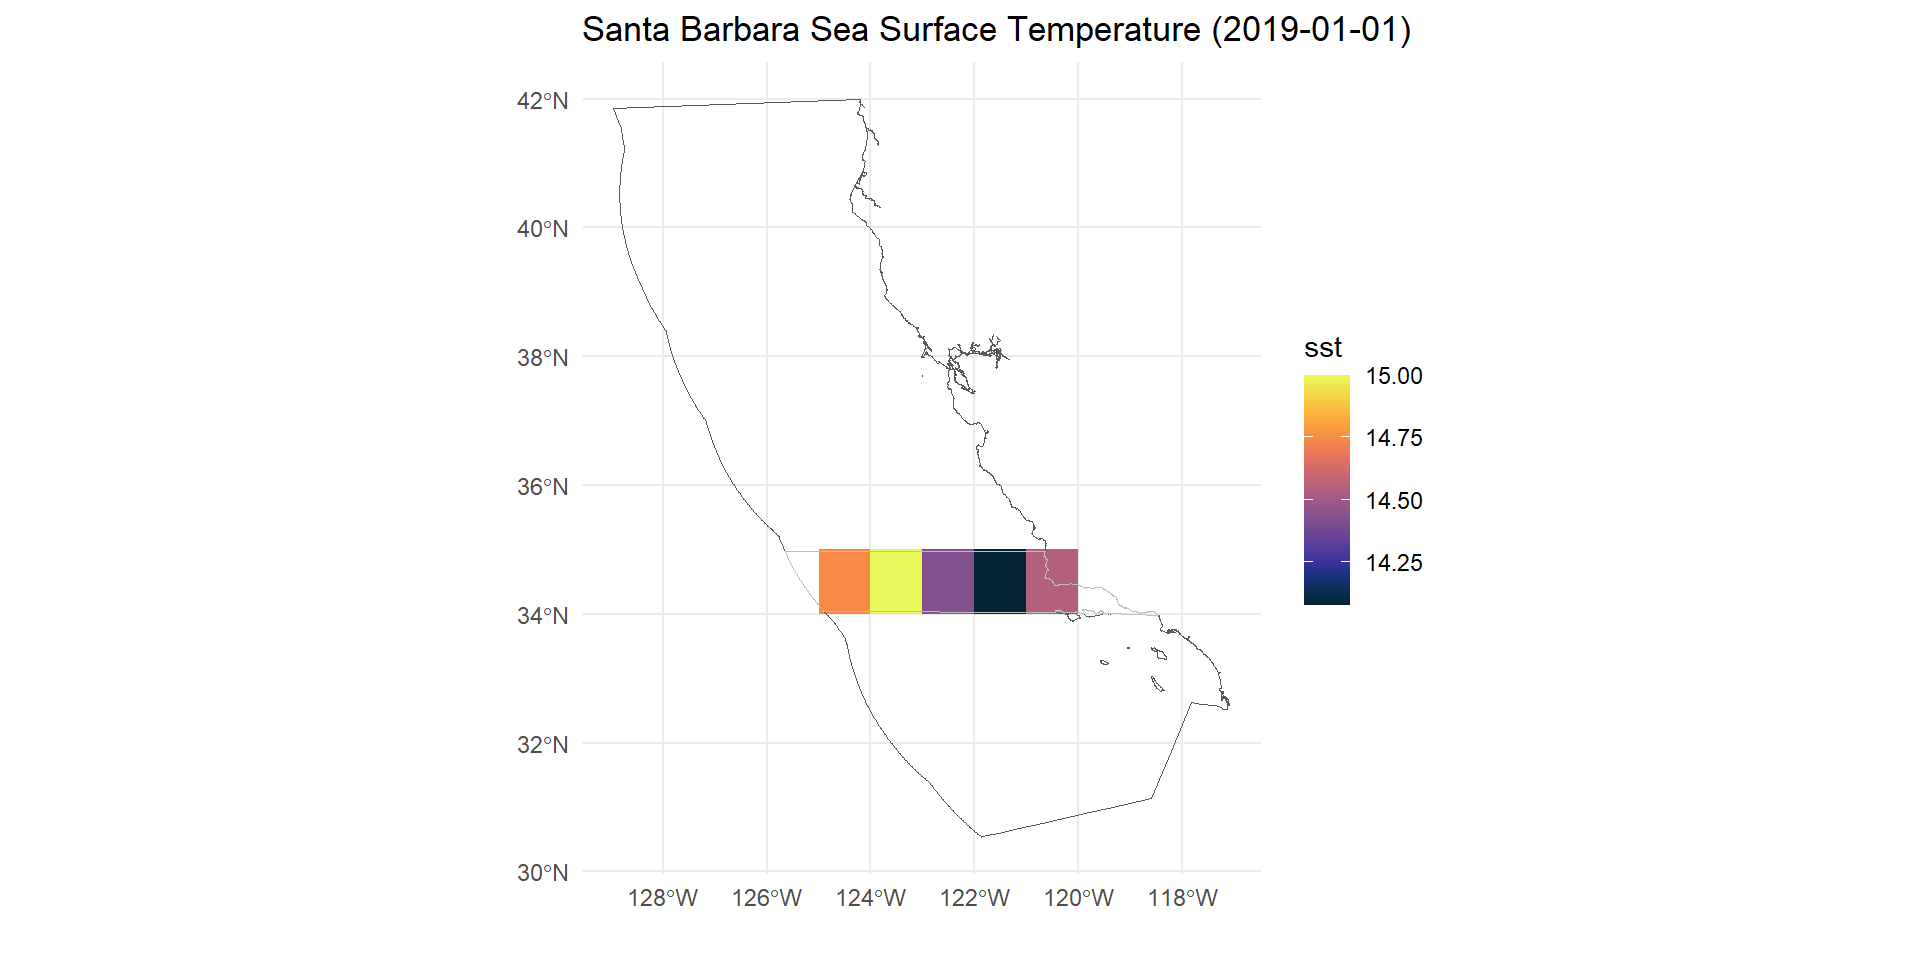 Santa Barbara Sea Surface Temperature (2019-01-01)
42°N
40°N
38°N
36°N
34°N
32°N
30°N
128°W 126°W 124°W 122°W 120°W 118°W
sst
15.00
14.75
14.50
14.25